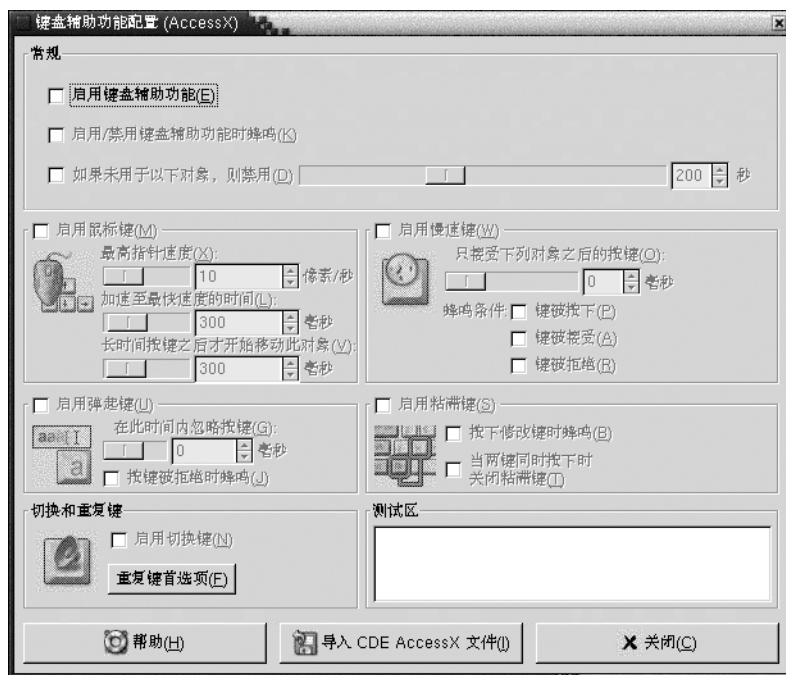 键盘辅助功能配置 (AccessX)
常规
启用键盘辅助功能(E)
启用/禁用键盘辅助功能时蜂鸣(K)
如果未用于以下对象，则禁用(D) 200 秒
启用鼠标键(M)
最高指针速度(X):
10 像素/秒
加速至最快速度的时间(L):
300 毫秒
长时间按键之后才开始移动此对象(V):
300 毫秒
启用慢速键(W)
只接受下列对象之后的按键(O):
0 毫秒
蜂鸣条件: 键被按下(P)
键被接受(A)
键被拒绝(R)
启用弹起键(U)
在此时间内忽略按键(G):
0 毫秒
按键被拒绝时蜂鸣(J)
启用粘滞键(S)
按下修改键时蜂鸣(B)
当两键同时按下时
关闭粘滞键(T)
切换和重复键
启用切换键(N)
重复键首选项(F)
测试区
帮助(H)
导入 CDE AccessX 文件(I)
关闭(C)